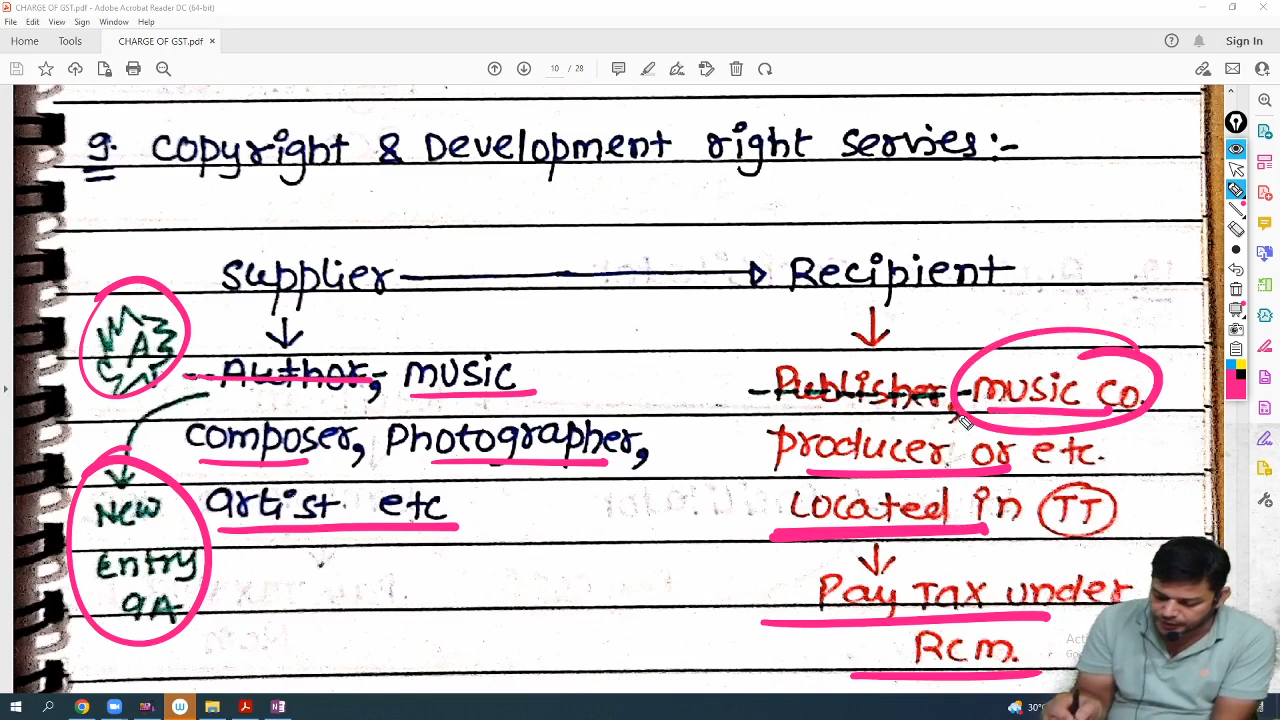 CHARGE OF GST.pdf - Adobe Acrobat Reader DC (64-bit)
File Edit View Sign Window Help
Home Tools CHARGE OF GST.pdf × Sign In
10 / 28
9. Copyright & Development right servies:-
Supplier Recipient
A
- Author, music
- Publisher, - music co.
composer, Photographer,
producer or etc.
artist etc
Located in TT
New
Entry
9A
Pay Tax under
Rcm.
30°